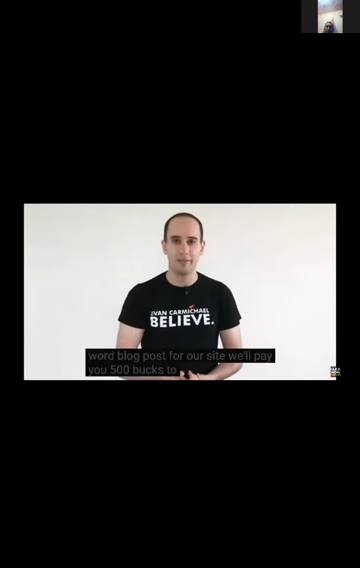 EVAN CARMICHAEL
BELIEVE.
word blog post for our site we'll pay
you 500 bucks to